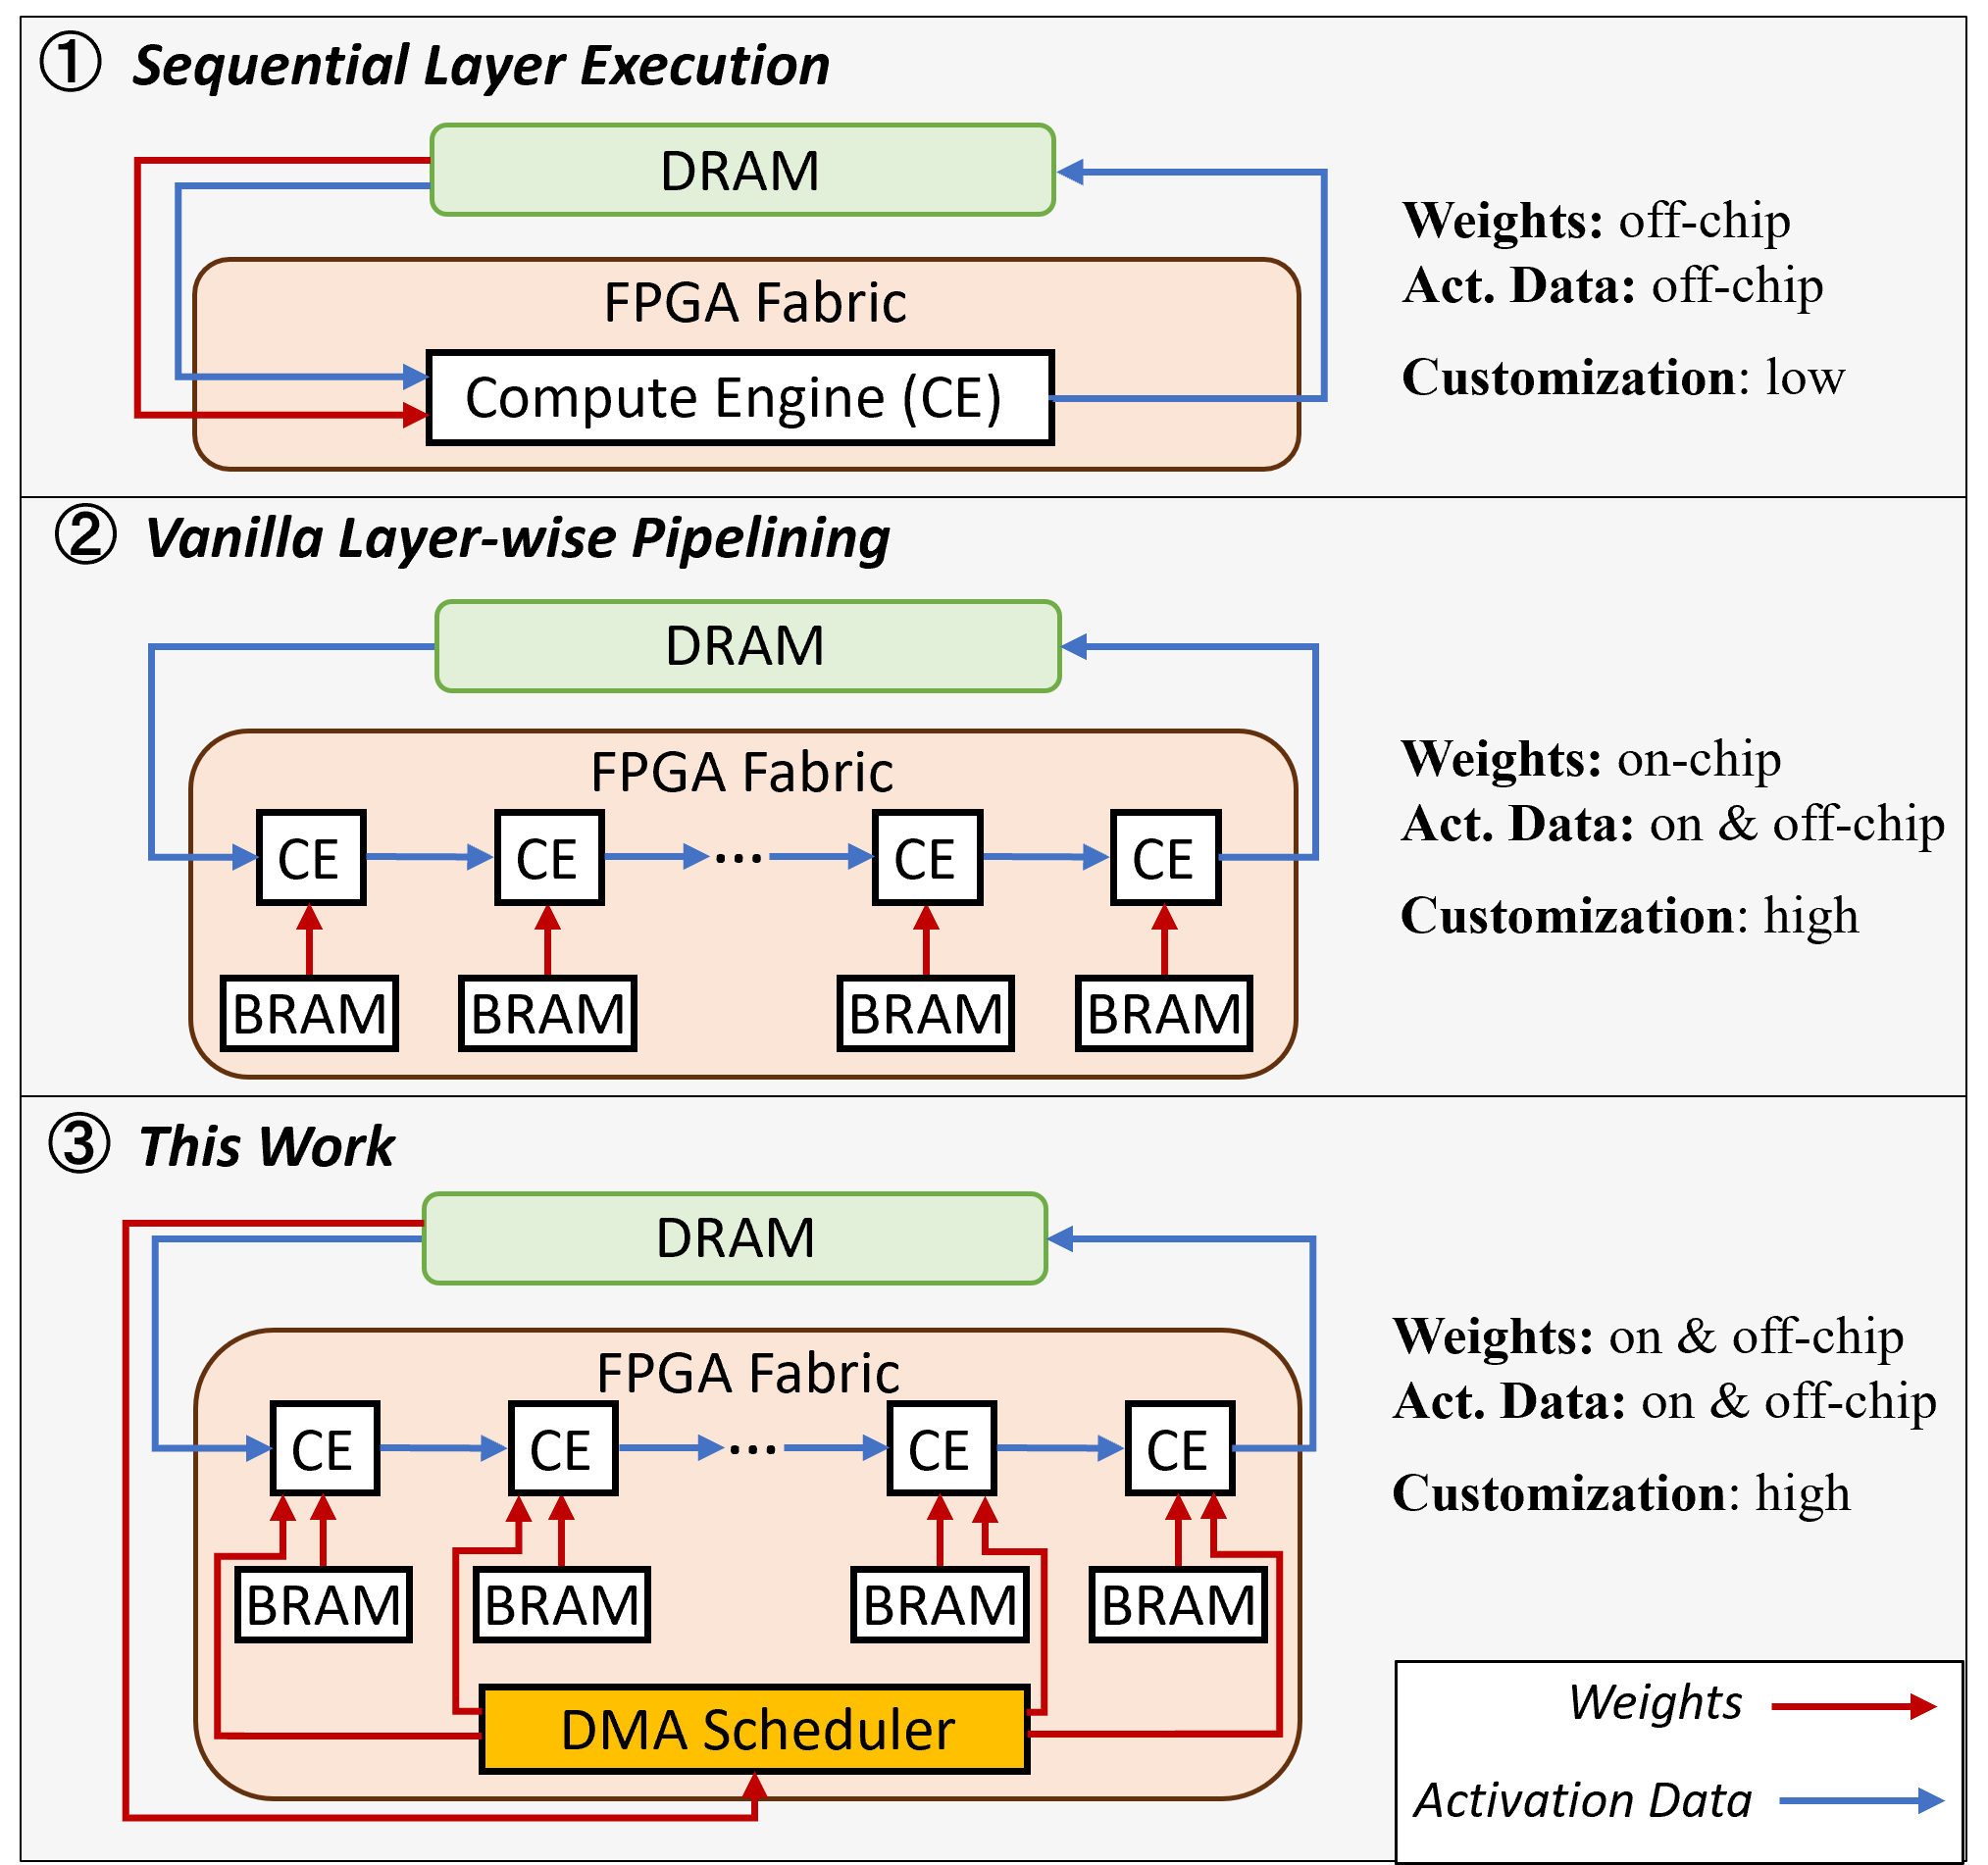 ① Sequential Layer Execution
DRAM
FPGA Fabric
Compute Engine (CE)
Weights: off-chip
Act. Data: off-chip
Customization: low
② Vanilla Layer-wise Pipelining
DRAM
FPGA Fabric
CE CE ... CE CE
BRAM BRAM BRAM BRAM
Weights: on-chip
Act. Data: on & off-chip
Customization: high
③ This Work
DRAM
FPGA Fabric
CE CE ... CE CE
BRAM BRAM BRAM BRAM
DMA Scheduler
Weights: on & off-chip
Act. Data: on & off-chip
Customization: high
Weights
Activation Data